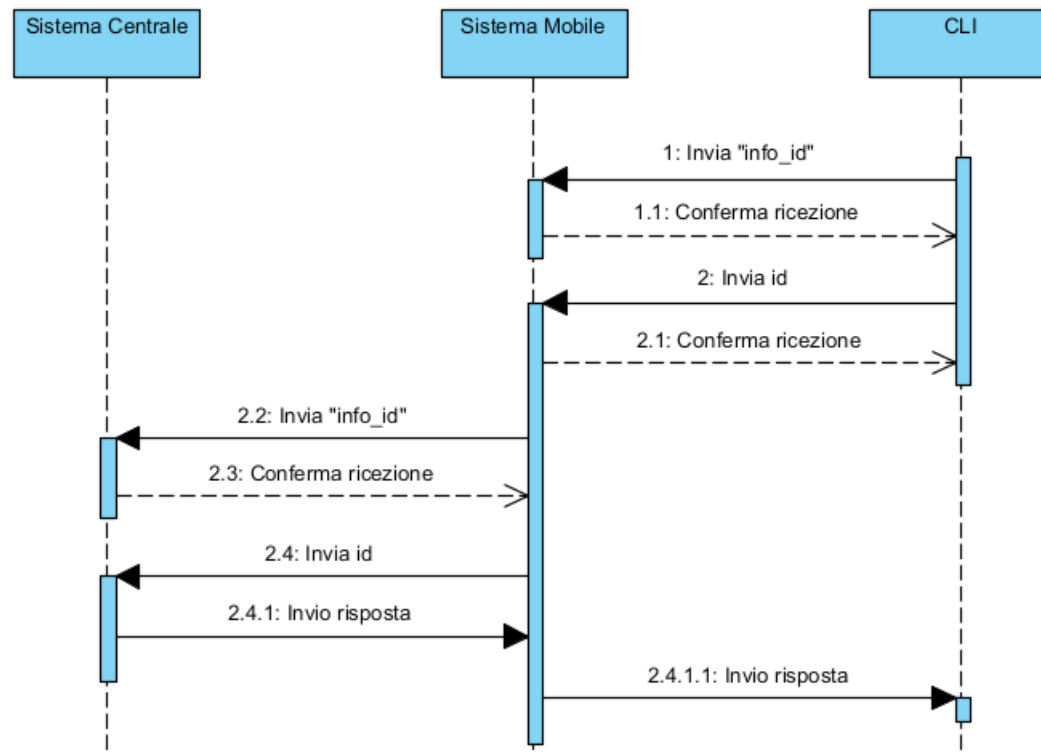 Sistema Centrale
Sistema Mobile
CLI
1: Invia "info_id"
1.1: Conferma ricezione
2: Invia id
2.1: Conferma ricezione
2.2: Invia "info_id"
2.3: Conferma ricezione
2.4: Invia id
2.4.1: Invio risposta
2.4.1.1: Invio risposta